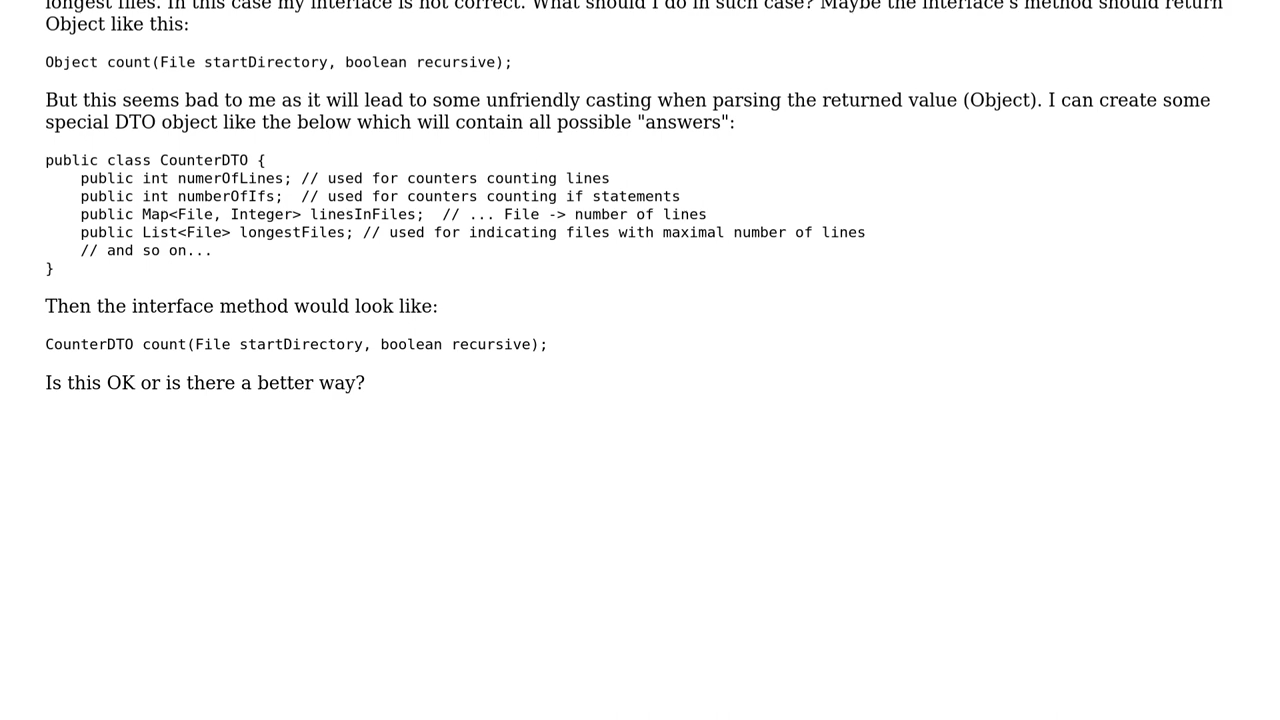 longest files. In this case my interface is not correct. What should I do in such case? Maybe the interface's method should return
Object like this:
Object count(File startDirectory, boolean recursive);
But this seems bad to me as it will lead to some unfriendly casting when parsing the returned value (Object). I can create some
special DTO object like the below which will contain all possible "answers":
public class CounterDTO {
    public int numerOfLines; // used for counters counting lines
    public int numberOfIfs;  // used for counters counting if statements
    public Map<File, Integer> linesInFiles;  // ... File -> number of lines
    public List<File> longestFiles; // used for indicating files with maximal number of lines
    // and so on...
}
Then the interface method would look like:
CounterDTO count(File startDirectory, boolean recursive);
Is this OK or is there a better way?